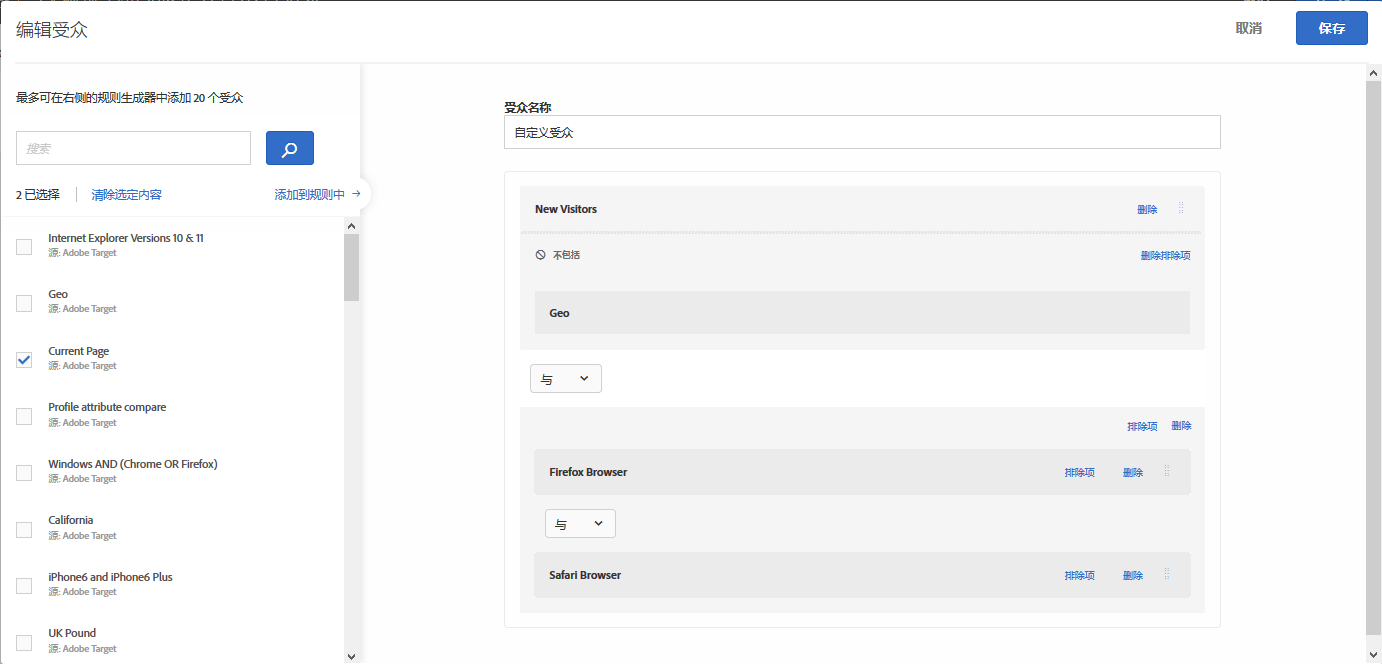 编辑受众
取消
保存
最多可在右侧的规则生成器中添加 20 个受众
搜索
2 已选择
清除选定内容
添加到规则中 →
Internet Explorer Versions 10 & 11
源: Adobe Target
Geo
源: Adobe Target
Current Page
源: Adobe Target
Profile attribute compare
源: Adobe Target
Windows AND (Chrome OR Firefox)
源: Adobe Target
California
源: Adobe Target
iPhone6 and iPhone6 Plus
源: Adobe Target
UK Pound
源: Adobe Target
受众名称
自定义受众
New Visitors
删除
不包括
删除排除项
Geo
与
排除项 删除
Firefox Browser
排除项 删除
与
Safari Browser
排除项 删除